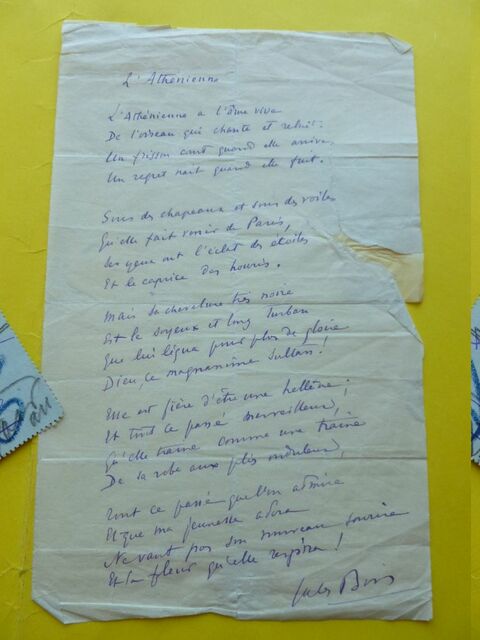 L'Athénienne
L'Athénienne a l'âme vive
De l'oiseau qui chante et reluit :
Un frisson court quand elle arrive,
Un regret naît quand elle fuit.
Sous des chapeaux et sous des voiles
Qu'elle fait venir de Paris,
Ses yeux ont l'éclat des étoiles
Et le caprice des houris.
Mais sa chevelure très noire
Est le soyeux et long turban
Que lui ligua pour plus de gloire
Dieu, ce magnanime Sultan !
Elle est fière d'être une hellène ;
Et tout ce passé merveilleux,
Qu'elle traîne comme une traîne
De sa robe aux plis onduleux,
Tout ce passé que l'on admire
Et que ma jeunesse adora
Ne vaut pas son nouveau sourire
Et la fleur qu'elle respira !
Jules Bois